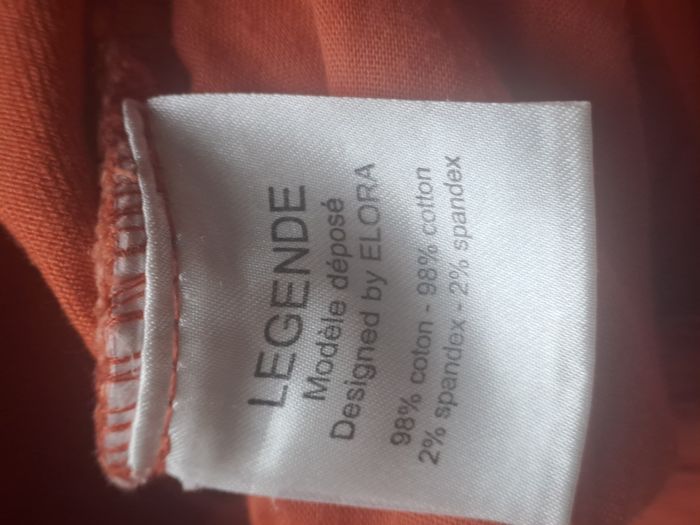 LEGENDE
Modèle déposé
Designed by ELORA
98% coton - 98% cotton
2% spandex - 2% spandex